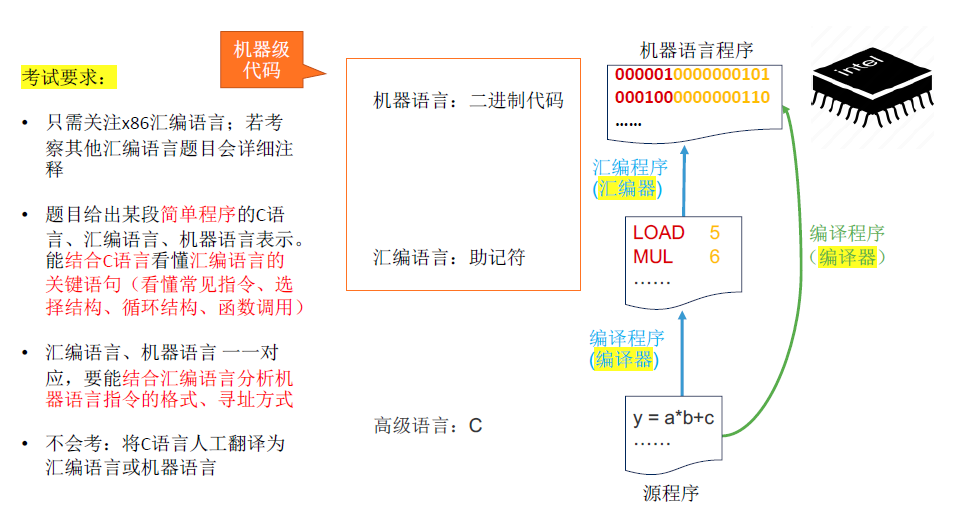 考试要求：
• 只需关注x86汇编语言；若考
察其他汇编语言题目会详细注
释
• 题目给出某段简单程序的C语
言、汇编语言、机器语言表示。
能结合C语言看懂汇编语言的
关键语句（看懂常见指令、选
择结构、循环结构、函数调用）
• 汇编语言、机器语言 一一对
应，要能结合汇编语言分析机
器语言指令的格式、寻址方式
• 不会考：将C语言人工翻译为
汇编语言或机器语言
机器级
代码
机器语言：二进制代码
汇编语言：助记符
高级语言：C
机器语言程序
0000010000000101
0001000000000110
……
intel
汇编程序
(汇编器)
LOAD 5
MUL 6
……
编译程序
（编译器）
编译程序
(编译器)
y = a*b+c
……
源程序